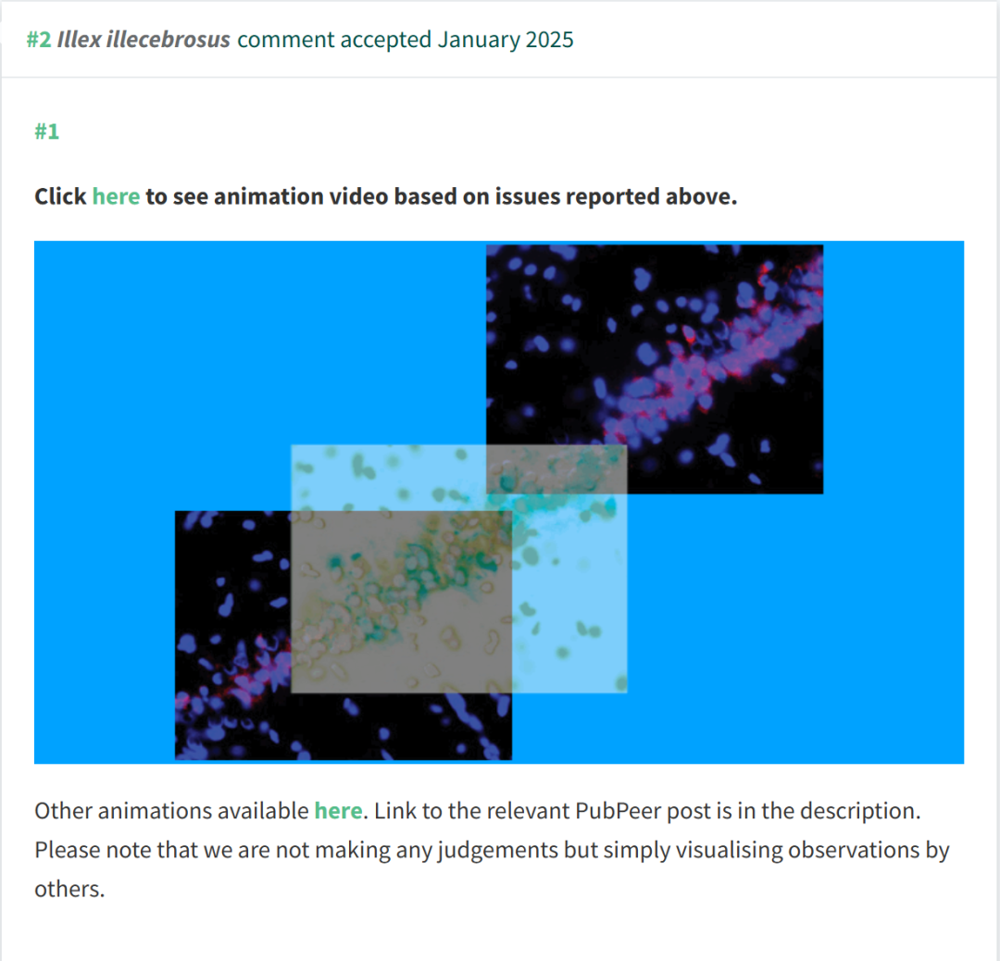 #2 Illex illecebrosus comment accepted January 2025
#1
Click here to see animation video based on issues reported above.
Other animations available here. Link to the relevant PubPeer post is in the description.
Please note that we are not making any judgements but simply visualising observations by
others.